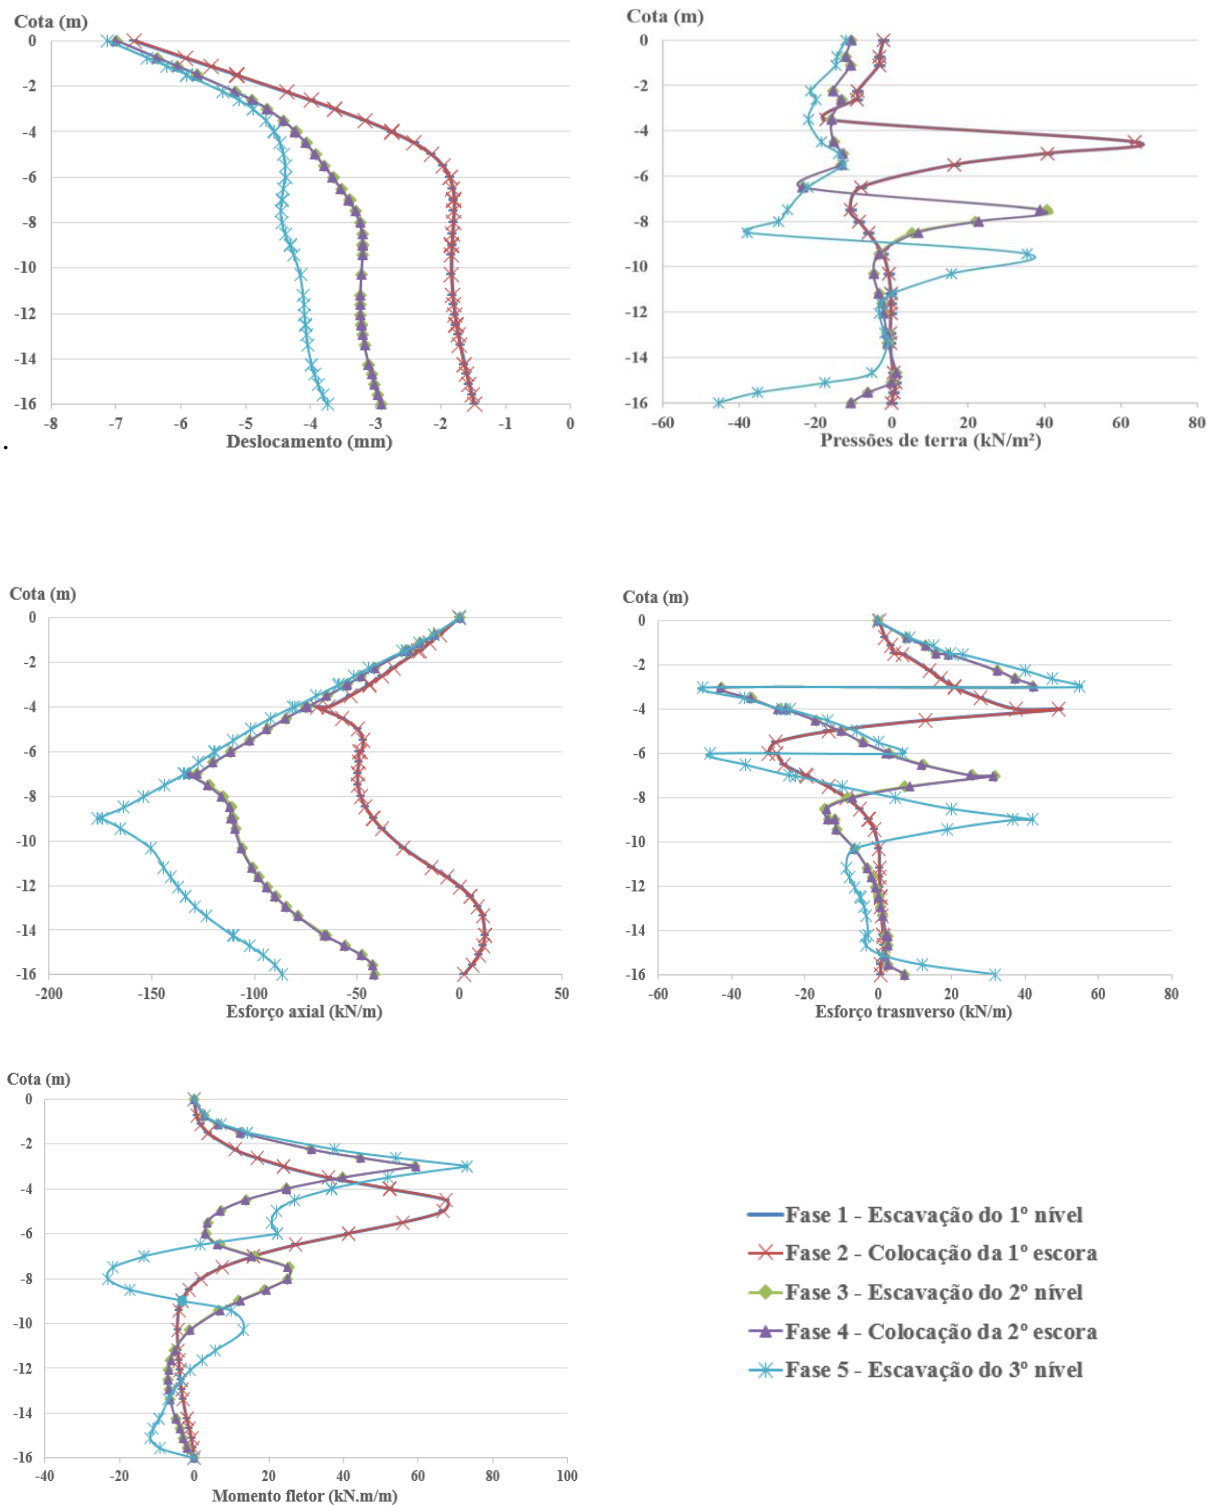 Cota (m)
0
-2
-4
-6
-8
-10
-12
-14
-16
-8 -7 -6 -5 -4 -3 -2 -1 0
Deslocamento (mm)
.
Cota (m)
0
-2
-4
-6
-8
-10
-12
-14
-16
-60 -40 -20 0 20 40 60 80
Pressões de terra (kN/m²)
Cota (m)
0
-2
-4
-6
-8
-10
-12
-14
-16
-200 -150 -100 -50 0 50
Esforço axial (kN/m)
Cota (m)
0
-2
-4
-6
-8
-10
-12
-14
-16
-60 -40 -20 0 20 40 60 80
Esforço trasnverso (kN/m)
Cota (m)
0
-2
-4
-6
-8
-10
-12
-14
-16
-40 -20 0 20 40 60 80 100
Momento fletor (kN.m/m)
Fase 1 - Escavação do 1º nível
Fase 2 - Colocação da 1º escora
Fase 3 - Escavação do 2º nível
Fase 4 - Colocação da 2º escora
Fase 5 - Escavação do 3º nível